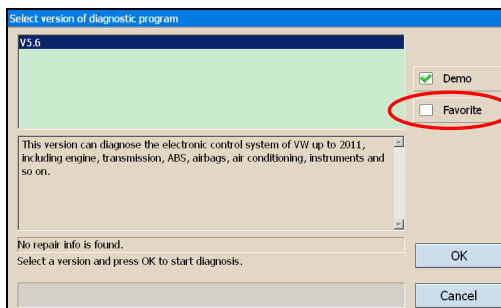 Select version of diagnostic program
V5.6
Demo
Favorite
This version can diagnose the electronic control system of VW up to 2011,
including engine, transmission, ABS, airbags, air conditioning, instruments and
so on.
No repair info is found.
Select a version and press OK to start diagnosis.
OK
Cancel